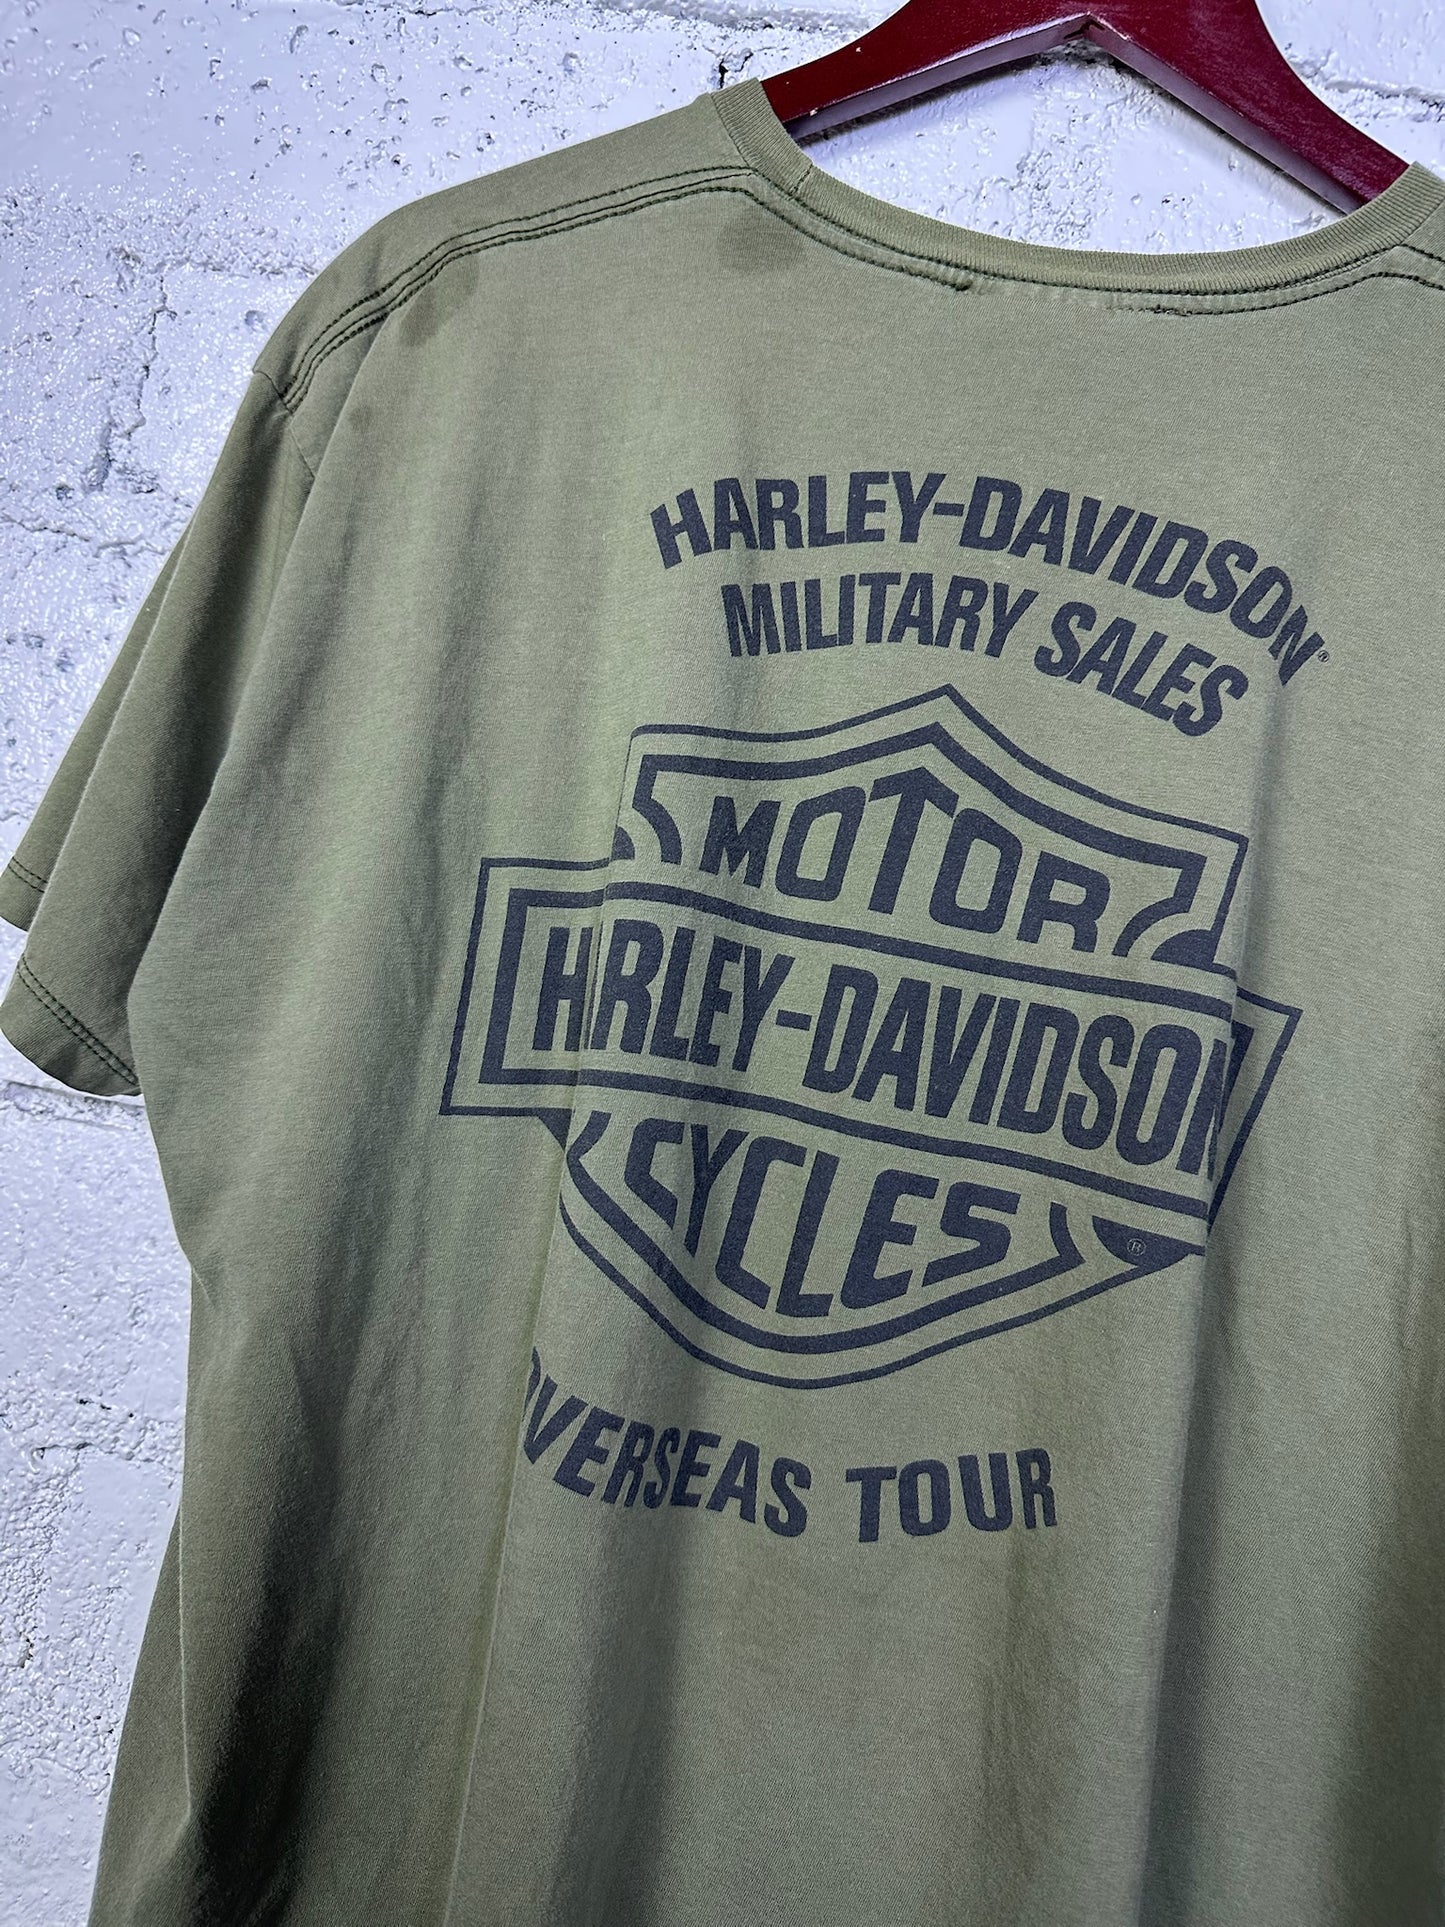 HARLEY-DAVIDSON®
MILITARY SALES
MOTOR
HARLEY-DAVIDSON
CYCLES
®
OVERSEAS TOUR